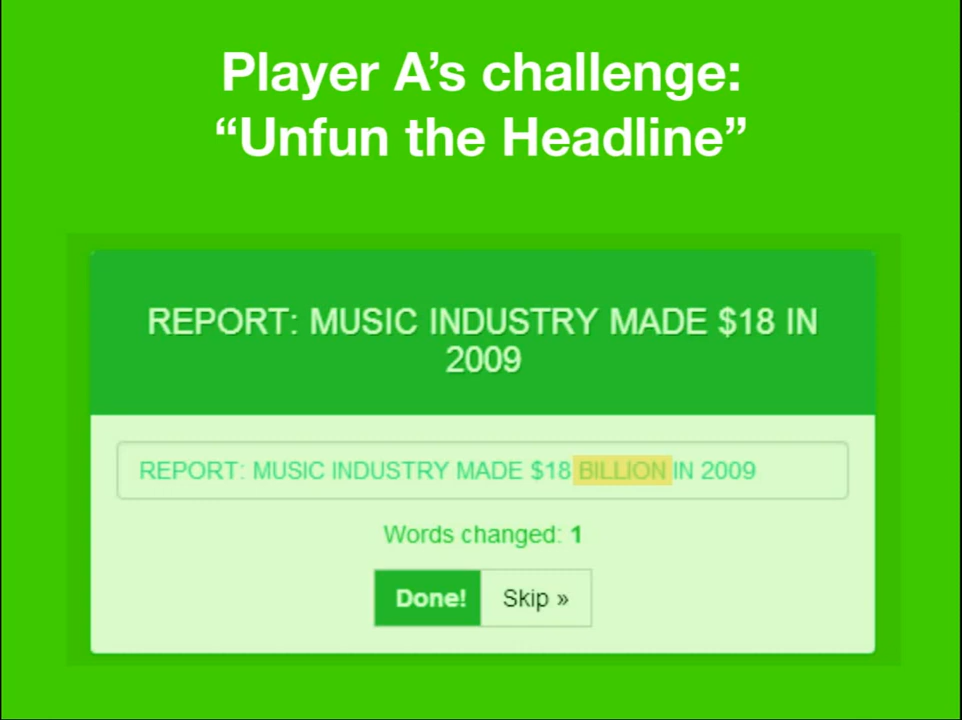 Player A’s challenge:
“Unfun the Headline”
REPORT: MUSIC INDUSTRY MADE $18 IN
2009
REPORT: MUSIC INDUSTRY MADE $18 BILLION IN 2009
Words changed: 1
Done! Skip »